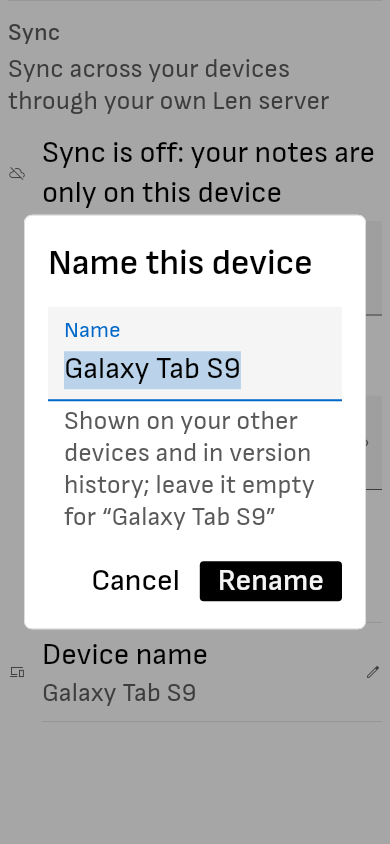 Sync
Sync across your devices
through your own Len server
Sync is off: your notes are
only on this device
Name this device
Name
Galaxy Tab S9
Shown on your other
devices and in version
history; leave it empty
for “Galaxy Tab S9”
Cancel Rename
Device name
Galaxy Tab S9